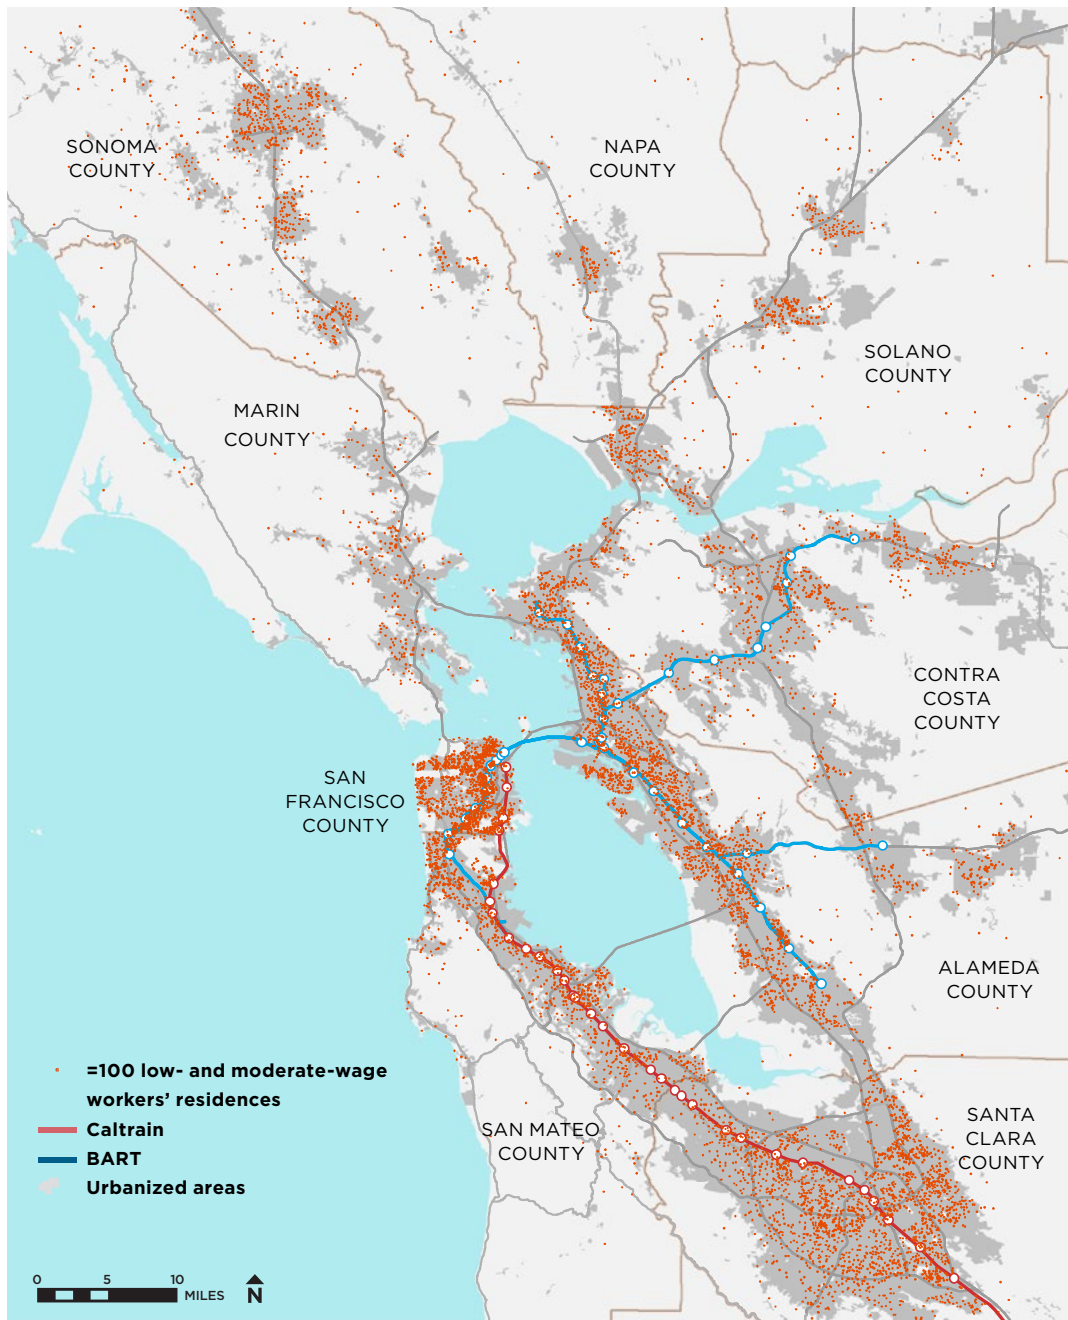 SONOMA
COUNTY
NAPA
COUNTY
SOLANO
COUNTY
MARIN
COUNTY
CONTRA
COSTA
COUNTY
SAN
FRANCISCO
COUNTY
ALAMEDA
COUNTY
=100 low- and moderate-wage
workers’ residences
Caltrain
BART
Urbanized areas
SAN MATEO
COUNTY
SANTA
CLARA
COUNTY
0 5 10
MILES
N